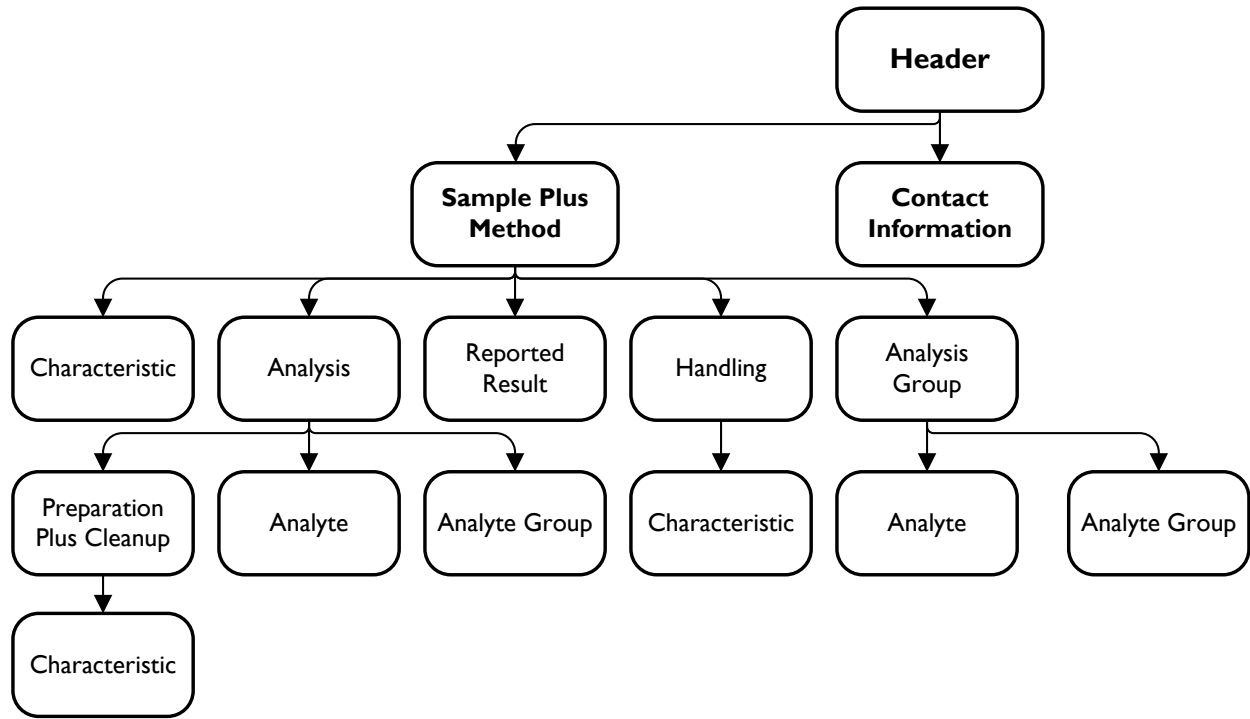 Header
Sample Plus
Method
Contact
Information
Characteristic
Analysis
Reported
Result
Handling
Analysis
Group
Preparation
Plus Cleanup
Analyte
Analyte Group
Characteristic
Analyte
Analyte Group
Characteristic